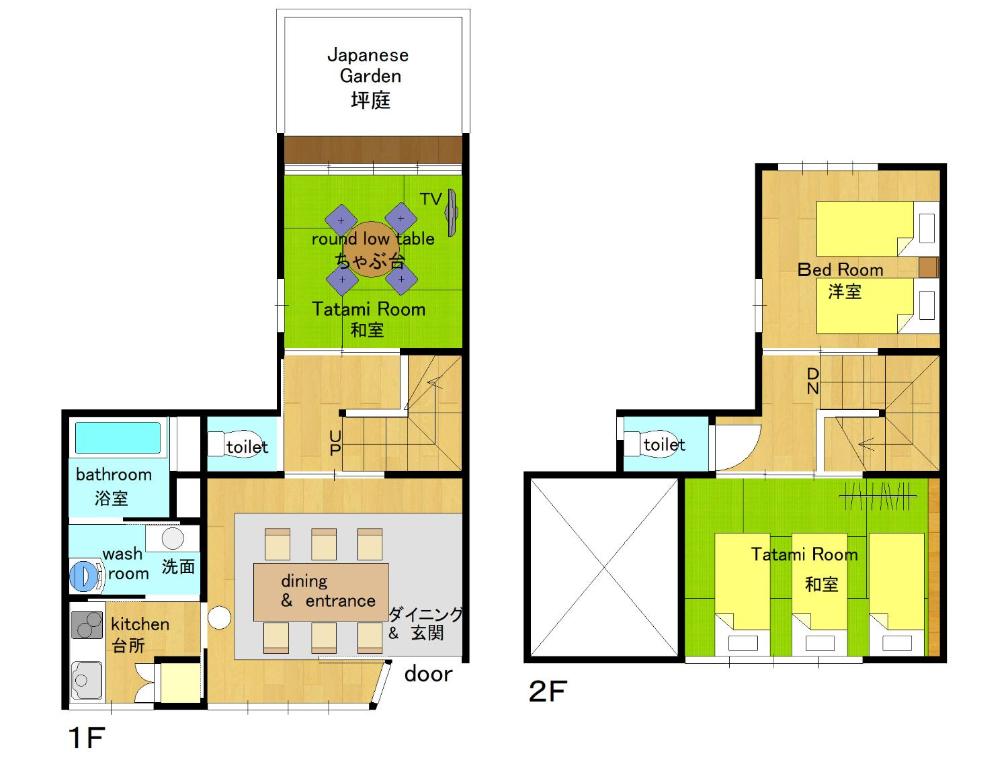 Japanese
Garden
坪庭
TV
round low table
ちゃぶ台
Tatami Room
和室
UP
toilet
bathroom
浴室
wash
room 洗面
kitchen
台所
dining
& entrance
ダイニング
& 玄関
door
1F
Bed Room
洋室
DN
toilet
Tatami Room
和室
2F